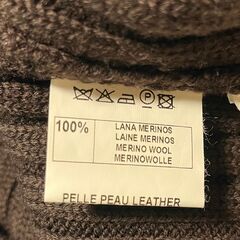 100%
LANA MERINOS
LAINE MERINOS
MERINO WOOL
MERINOWOLLE
PELLE PEAU LEATHER